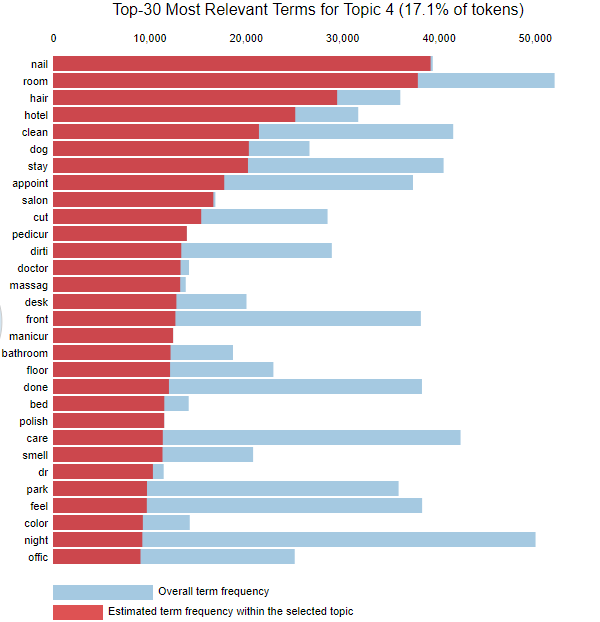 Top-30 Most Relevant Terms for Topic 4 (17.1% of tokens)
0 10,000 20,000 30,000 40,000 50,000
nail
room
hair
hotel
clean
dog
stay
appoint
salon
cut
pedicur
dirti
doctor
massag
desk
front
manicur
bathroom
floor
done
bed
polish
care
smell
dr
park
feel
color
night
offic
Overall term frequency
Estimated term frequency within the selected topic